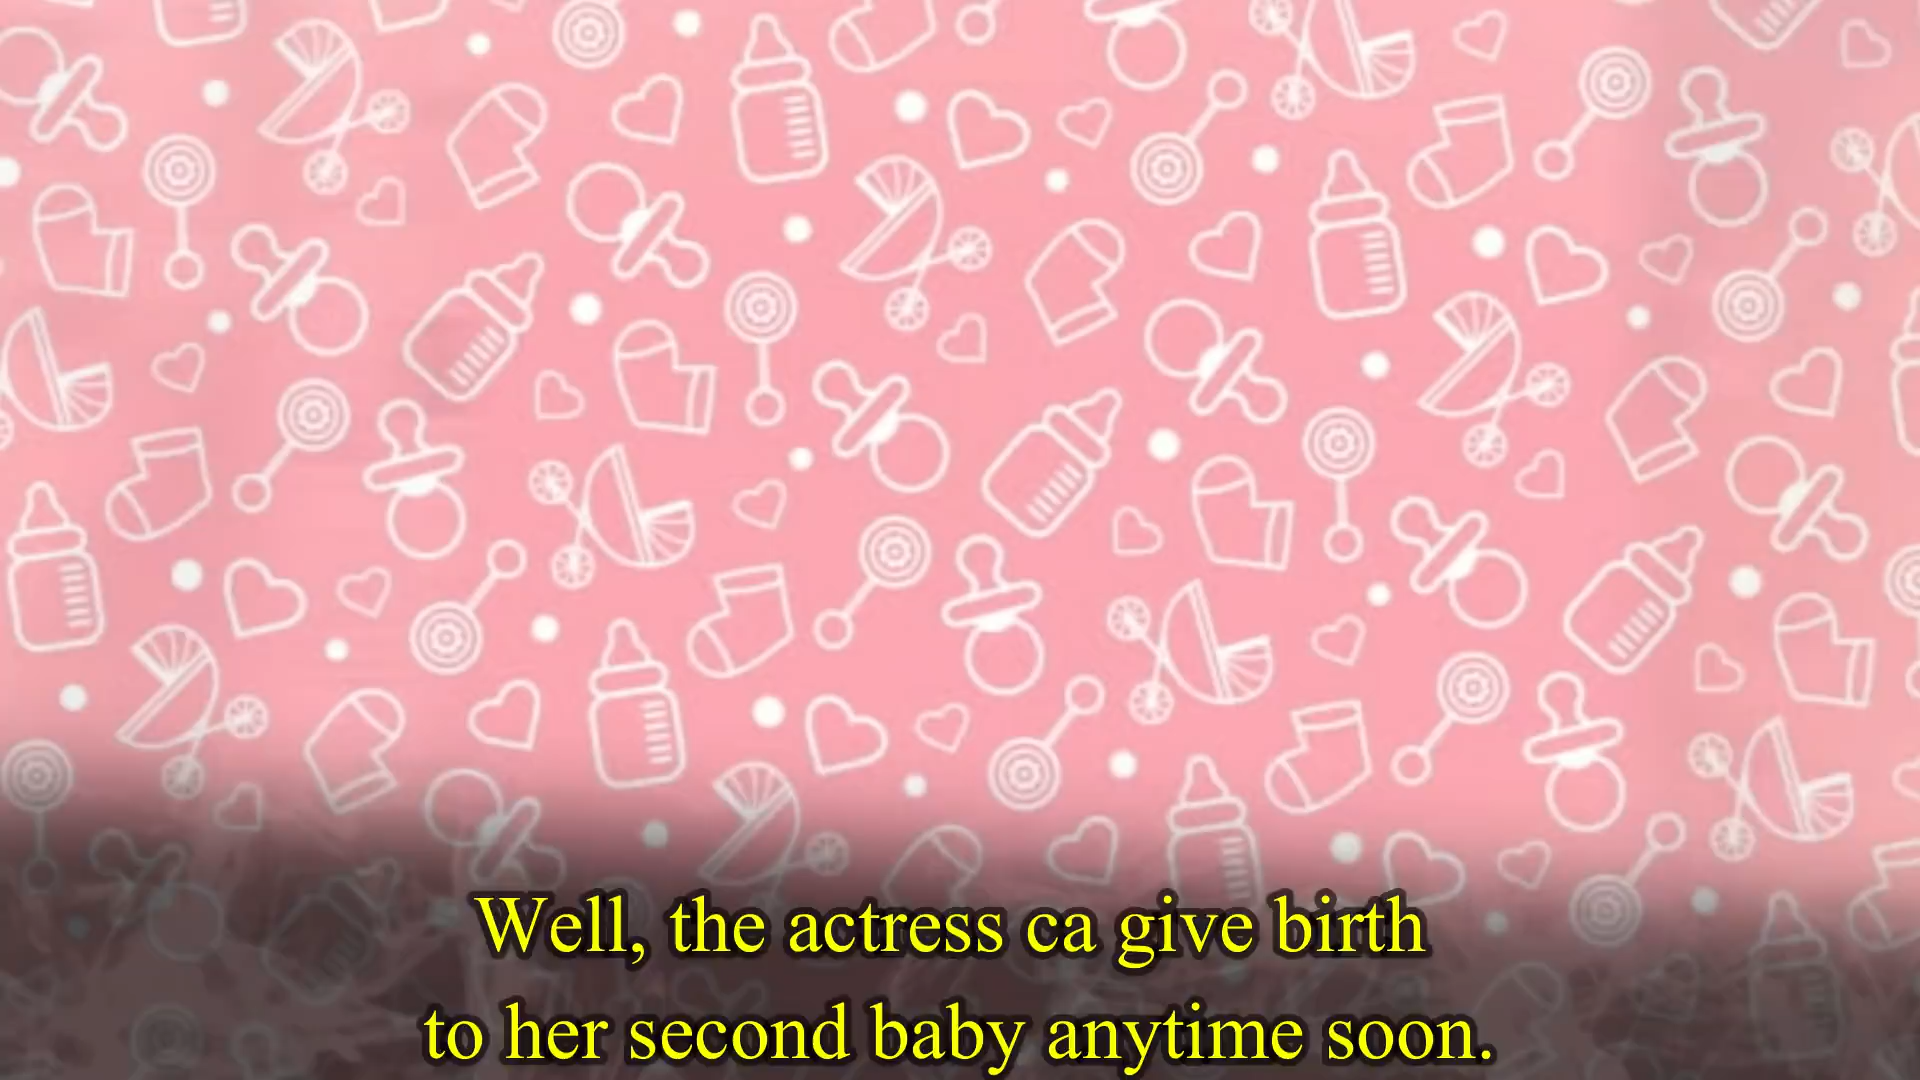 Well, the actress ca give birth
to her second baby anytime soon.